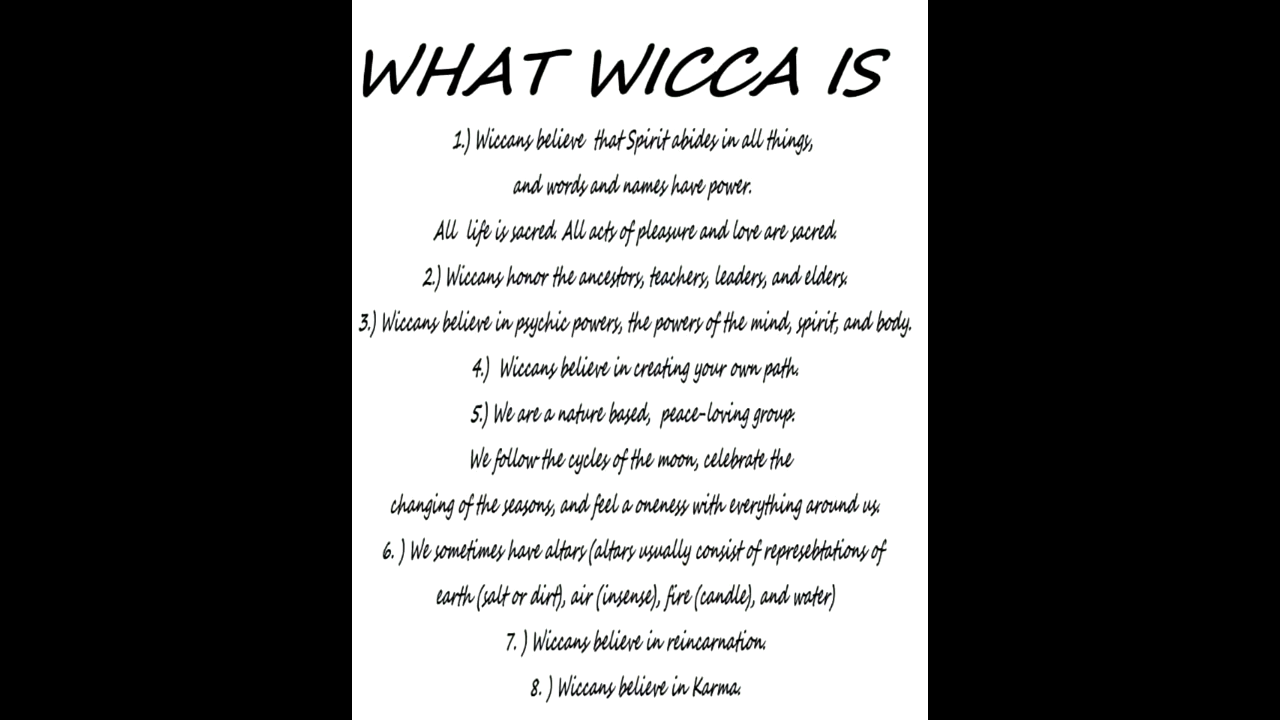 WHAT WICCA IS
1.) Wiccans believe that Spirit abides in all things,
and words and names have power.
All life is sacred. All acts of pleasure and love are sacred.
2.) Wiccans honor the ancestors, teachers, leaders, and elders.
3.) Wiccans believe in psychic powers, the powers of the mind, spirit, and body.
4.) Wiccans believe in creating your own path.
5.) We are a nature based, peace-loving group.
We follow the cycles of the moon, celebrate the
changing of the seasons, and feel a oneness with everything around us.
6. ) We sometimes have altars (altars usually consist of represebtations of
earth (salt or dirt), air (insense), fire (candle), and water)
7. ) Wiccans believe in reincarnation.
8. ) Wiccans believe in Karma.